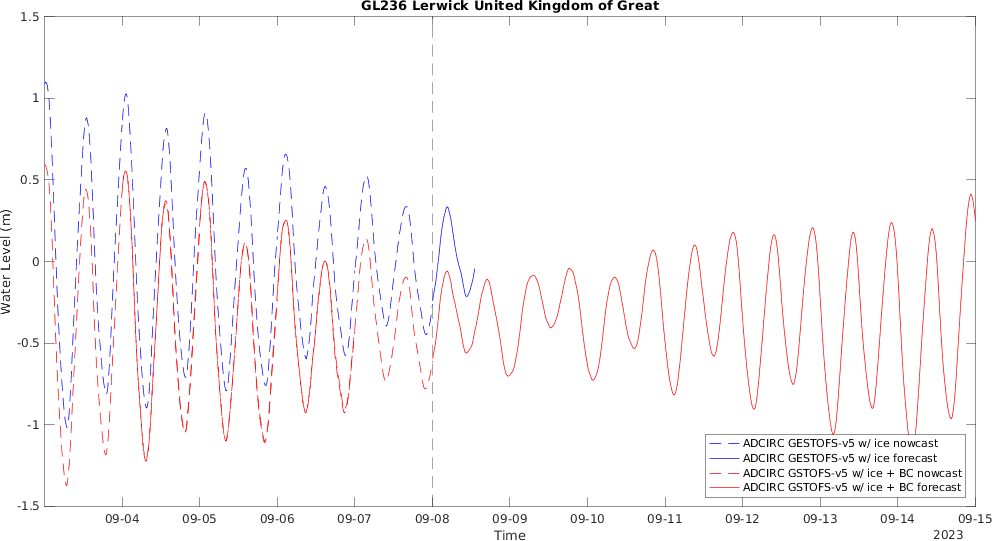 GL236 Lerwick United Kingdom of Great
1.5
1
0.5
0
-0.5
-1
-1.5
Water Level (m)
09-04 09-05 09-06 09-07 09-08 09-09 09-10 09-11 09-12 09-13 09-14 09-15
Time
2023
ADCIRC GESTOFS-v5 w/ ice nowcast
ADCIRC GESTOFS-v5 w/ ice forecast
ADCIRC GSTOFS-v5 w/ ice + BC nowcast
ADCIRC GSTOFS-v5 w/ ice + BC forecast